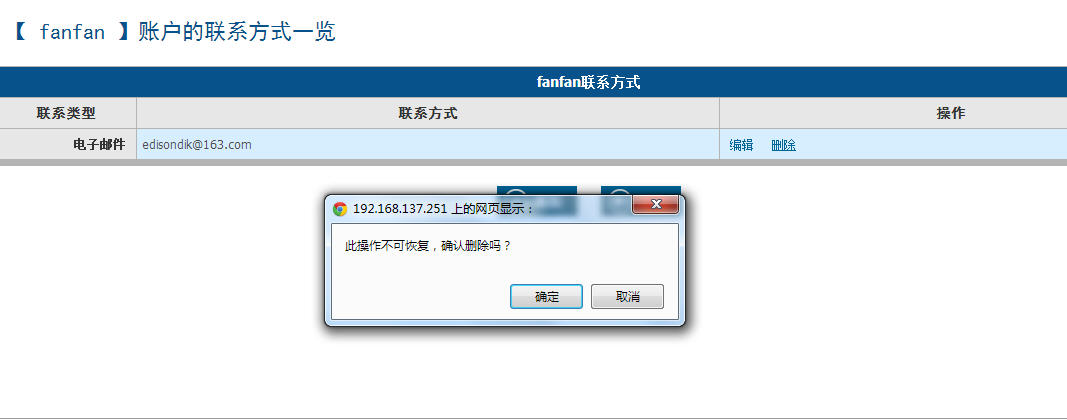 【 fanfan 】账户的联系方式一览
fanfan联系方式
联系类型 联系方式 操作
电子邮件 edisondik@163.com 编辑 删除
192.168.137.251 上的网页显示：
此操作不可恢复，确认删除吗？
确定 取消